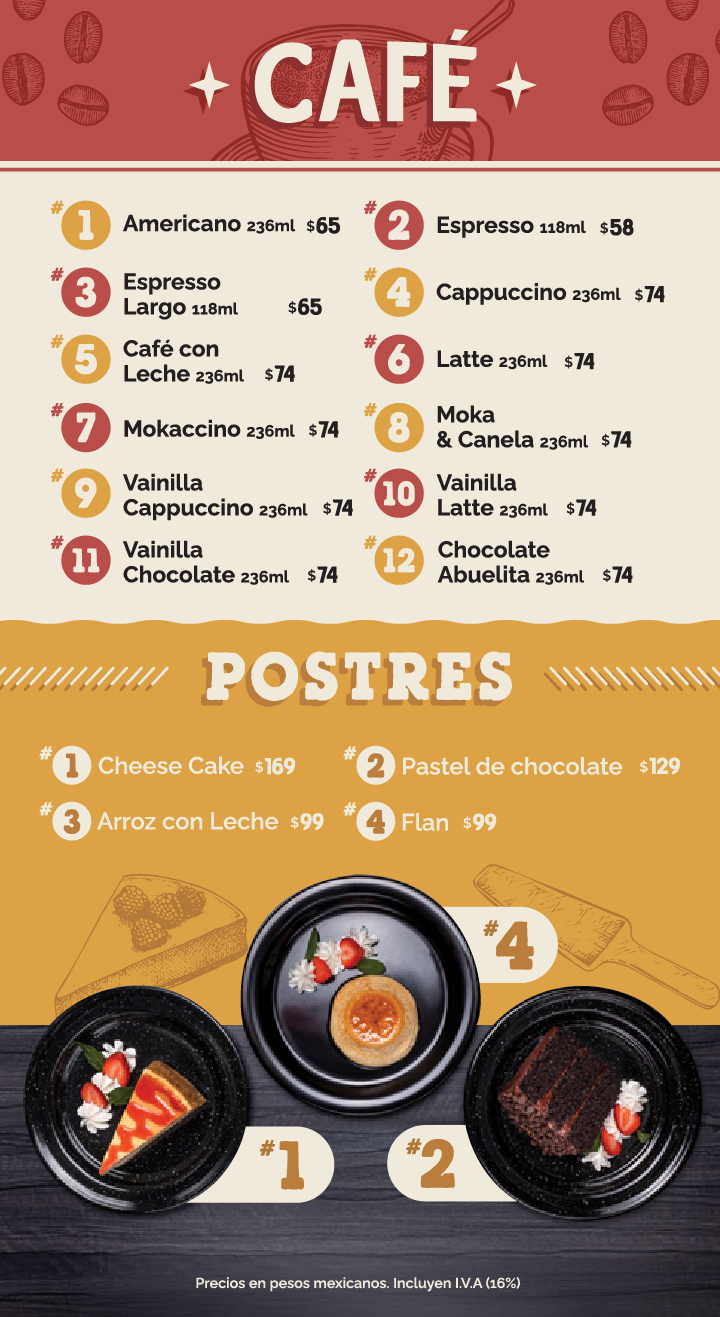 CAFÉ
#1 Americano 236ml $65
#2 Espresso 118ml $58
#3 Espresso
Largo 118ml $65
#4 Cappuccino 236ml $74
#5 Café con
Leche 236ml $74
#6 Latte 236ml $74
#7 Mokaccino 236ml $74
#8 Moka
& Canela 236ml $74
#9 Vainilla
Cappuccino 236ml $74
#10 Vainilla
Latte 236ml $74
#11 Vainilla
Chocolate 236ml $74
#12 Chocolate
Abuelita 236ml $74
POSTRES
#1 Cheese Cake $169
#2 Pastel de chocolate $129
#3 Arroz con Leche $99
#4 Flan $99
#4
#1
#2
Precios en pesos mexicanos. Incluyen I.V.A (16%)